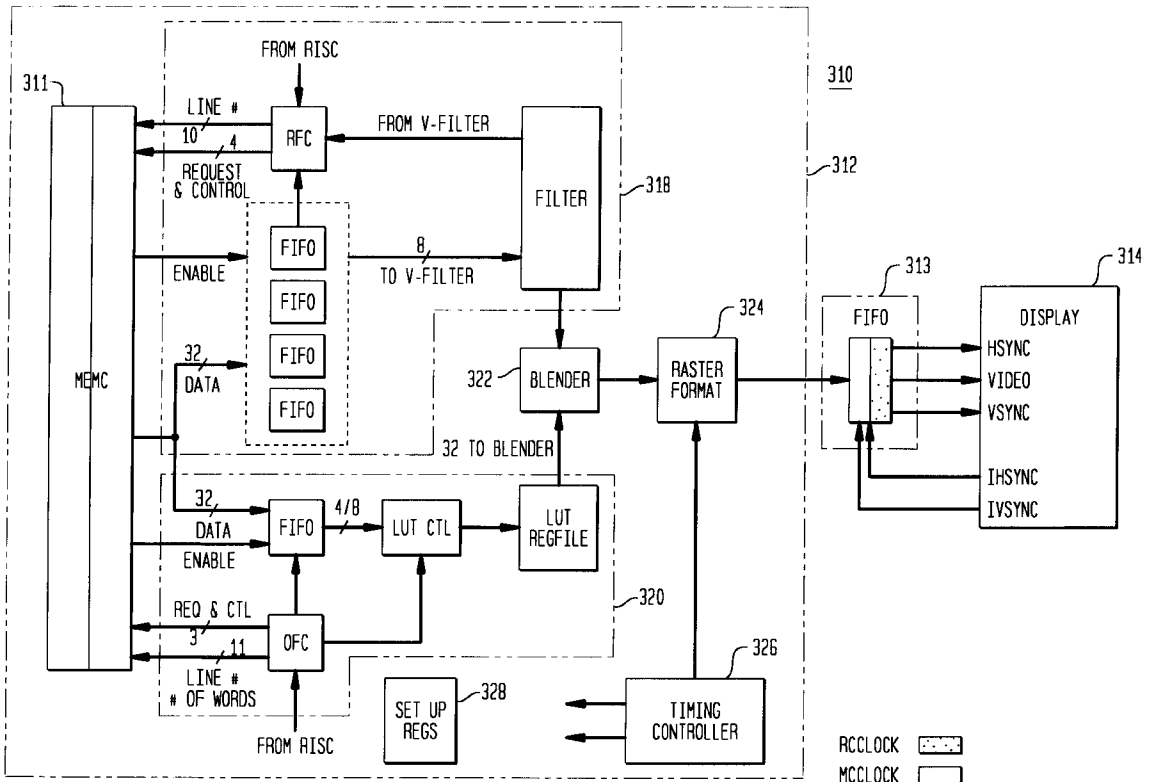 FROM RISC
310
311
LINE #
10
4
REQUEST
& CONTROL
RFC
FROM V-FILTER
FILTER
318
312
ENABLE
FIFO
FIFO
FIFO
FIFO
8
TO V-FILTER
32
DATA
MEMC
322
BLENDER
324
RASTER
FORMAT
313
FIFO
314
DISPLAY
HSYNC
VIDEO
VSYNC
IHSYNC
IVSYNC
32 TO BLENDER
32
DATA
ENABLE
FIFO
4/8
LUT CTL
LUT
REGFILE
320
REQ & CTL
3
11
LINE #
# OF WORDS
OFC
FROM RISC
328
SET UP
REGS
326
TIMING
CONTROLLER
RCCLOCK
MCCLOCK